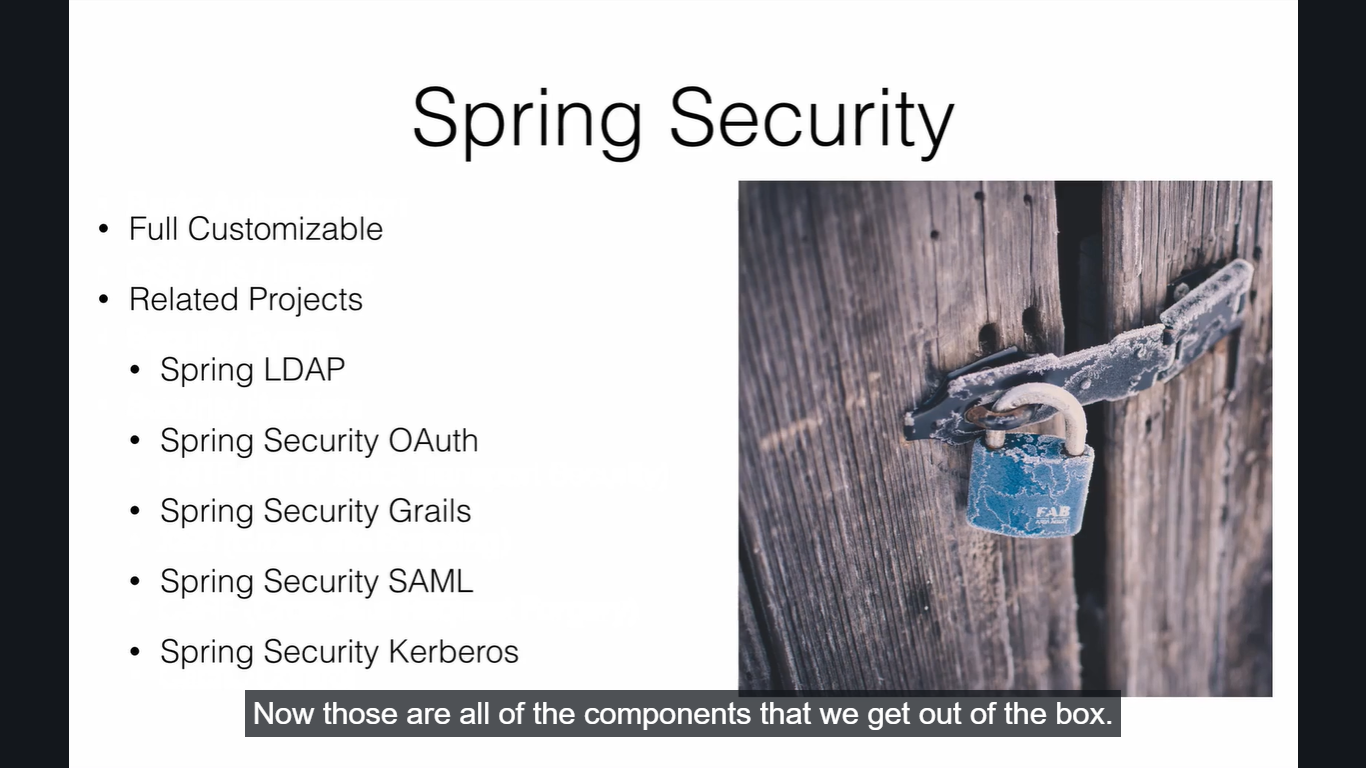 Spring Security
• Full Customizable
• Related Projects
• Spring LDAP
• Spring Security OAuth
• Spring Security Grails
• Spring Security SAML
• Spring Security Kerberos
FAB
Now those are all of the components that we get out of the box.